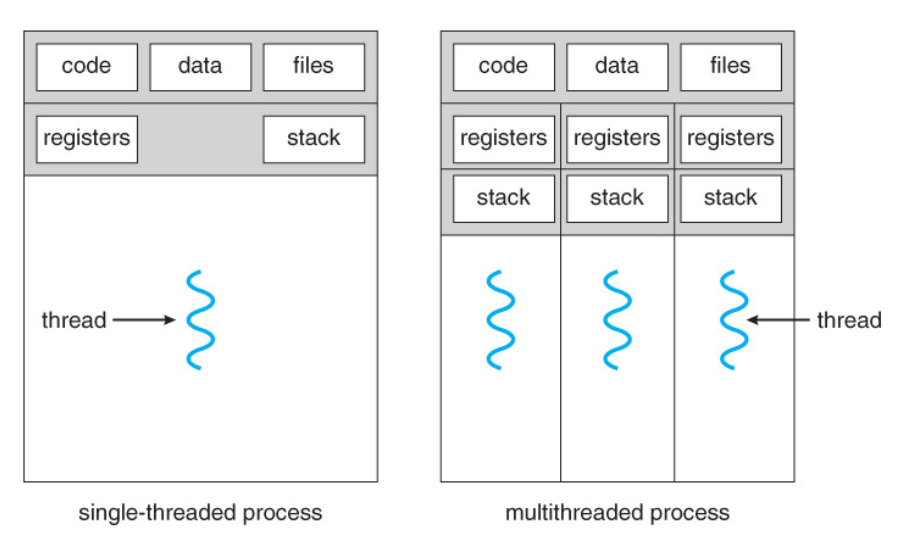 code data files
registers stack
thread
single-threaded process
code data files
registers registers registers
stack stack stack
thread
multithreaded process